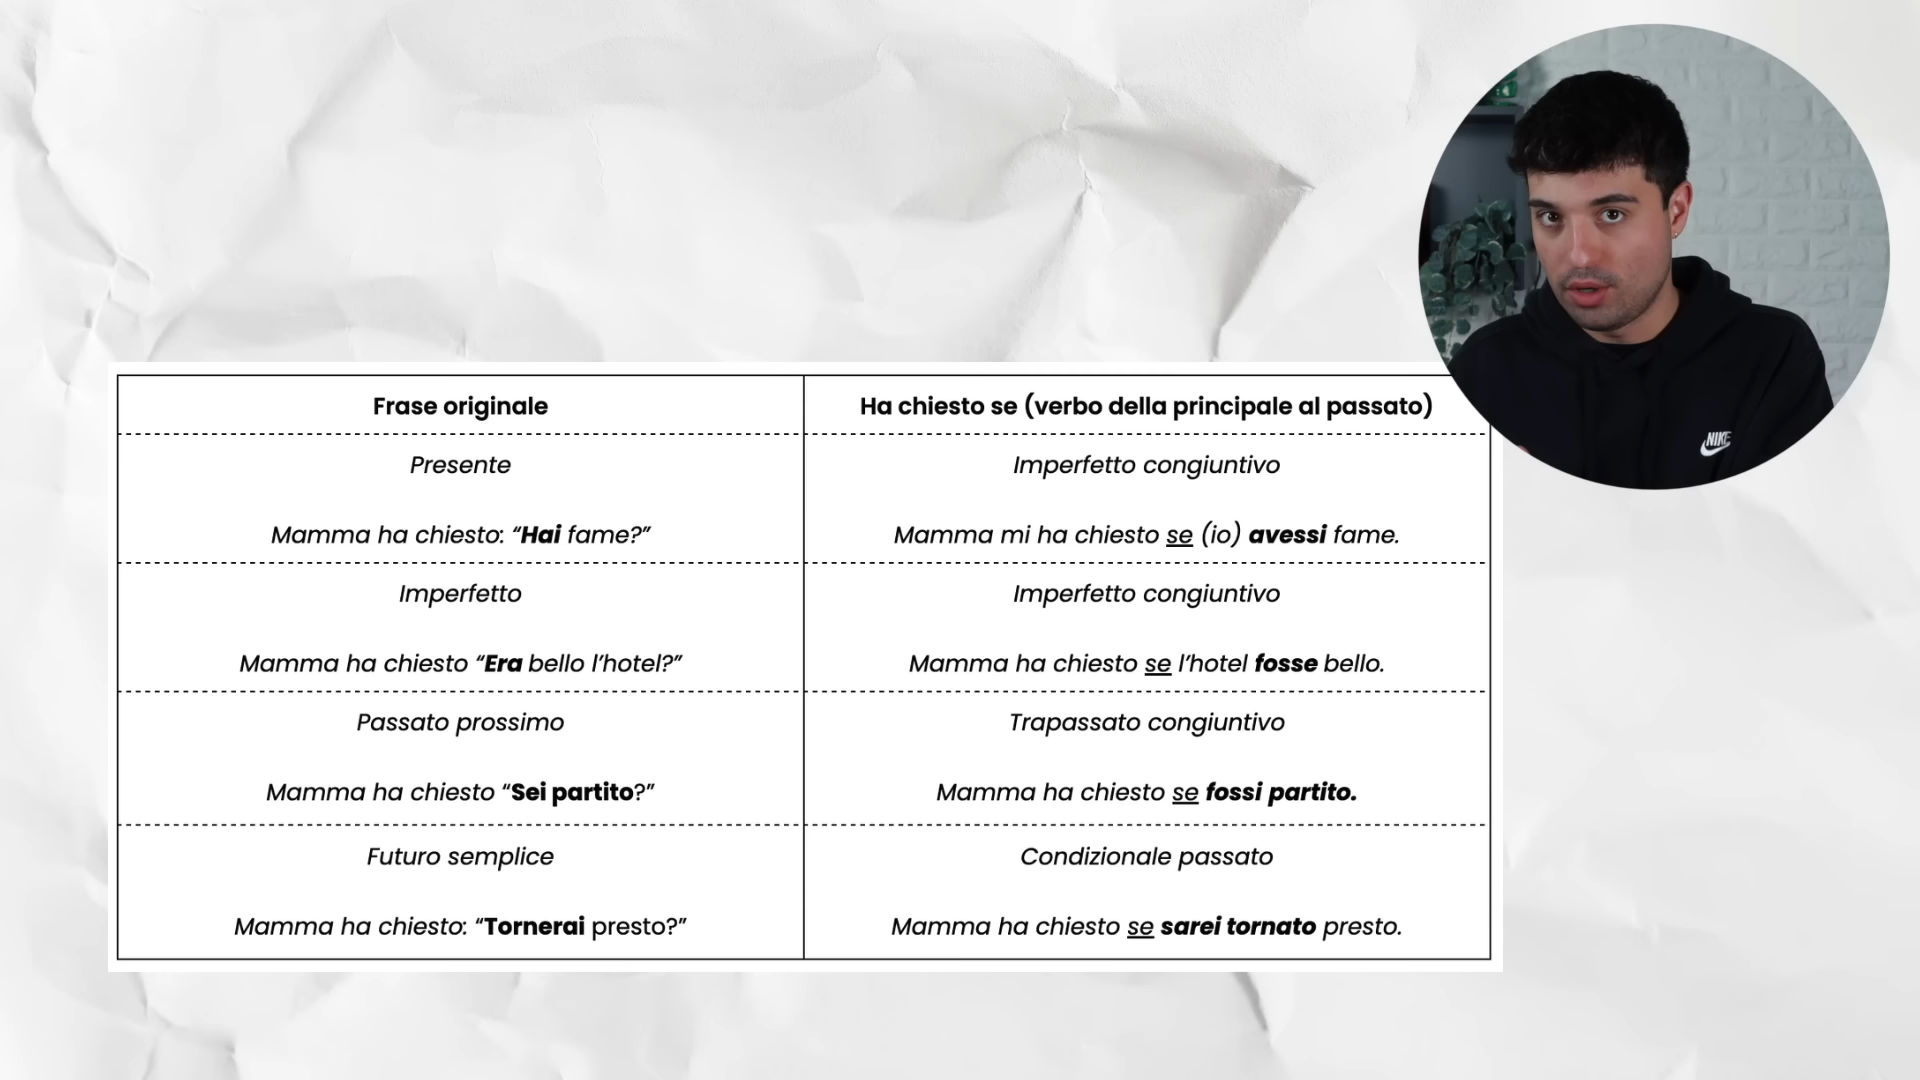 Frase originale
Ha chiesto se (verbo della principale al passato)
Presente
Imperfetto congiuntivo
Mamma ha chiesto: “Hai fame?”
Mamma mi ha chiesto se (io) avessi fame.
Imperfetto
Imperfetto congiuntivo
Mamma ha chiesto “Era bello l’hotel?”
Mamma ha chiesto se l’hotel fosse bello.
Passato prossimo
Trapassato congiuntivo
Mamma ha chiesto “Sei partito?”
Mamma ha chiesto se fossi partito.
Futuro semplice
Condizionale passato
Mamma ha chiesto: “Tornerai presto?”
Mamma ha chiesto se sarei tornato presto.
NIKE